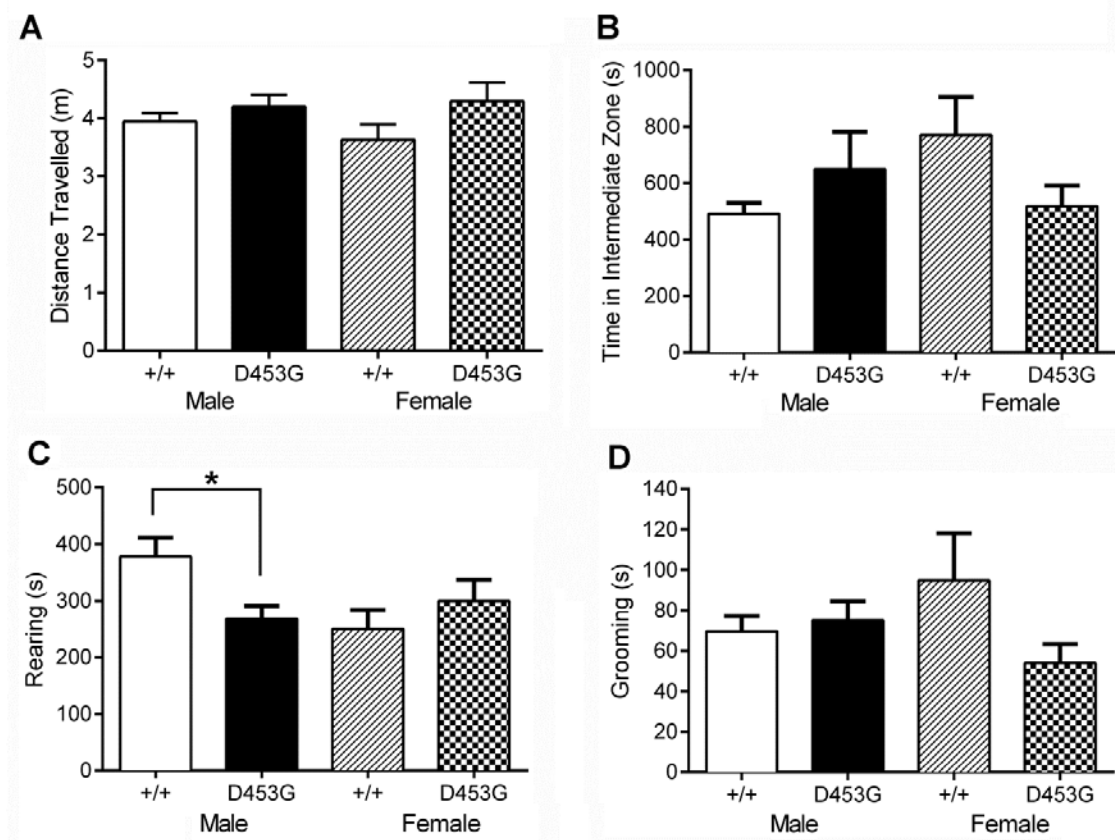 A
Distance Travelled (m)
5
4
3
2
1
0
+/+ D453G +/+ D453G
Male Female
B
Time in Intermediate Zone (s)
1000
800
600
400
200
0
+/+ D453G +/+ D453G
Male Female
C
Rearing (s)
500
400
300
200
100
0
*
+/+ D453G +/+ D453G
Male Female
D
Grooming (s)
140
120
100
80
60
40
20
0
+/+ D453G +/+ D453G
Male Female